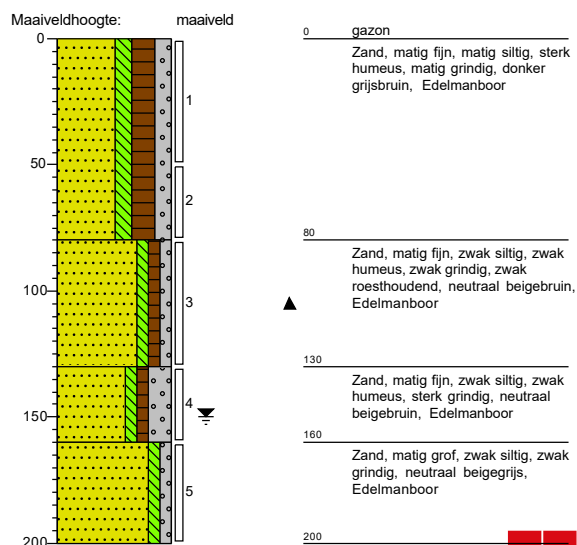 Maaiveldhoogte: maaiveld
0
50
100
150
200
1
2
3
4
5
0 gazon
Zand, matig fijn, matig siltig, sterk
humeus, matig grindig, donker
grijsbruin, Edelmanboor
80
Zand, matig fijn, zwak siltig, zwak
humeus, zwak grindig, zwak
roesthoudend, neutraal beigebruin,
Edelmanboor
130
Zand, matig fijn, zwak siltig, zwak
humeus, sterk grindig, neutraal
beigebruin, Edelmanboor
160
Zand, matig grof, zwak siltig, zwak
grindig, neutraal beigegrijs,
Edelmanboor
200